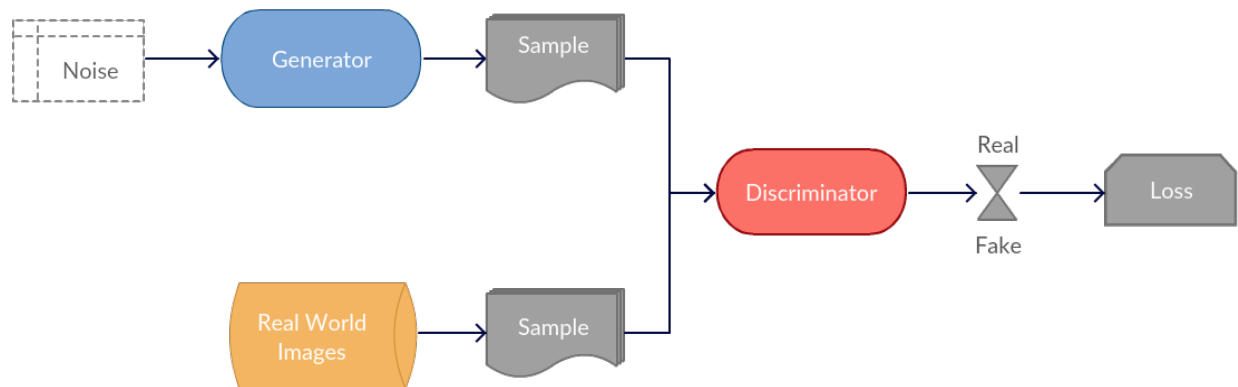 Noise
Generator
Sample
Real
Discriminator
Loss
Fake
Real World
Images
Sample